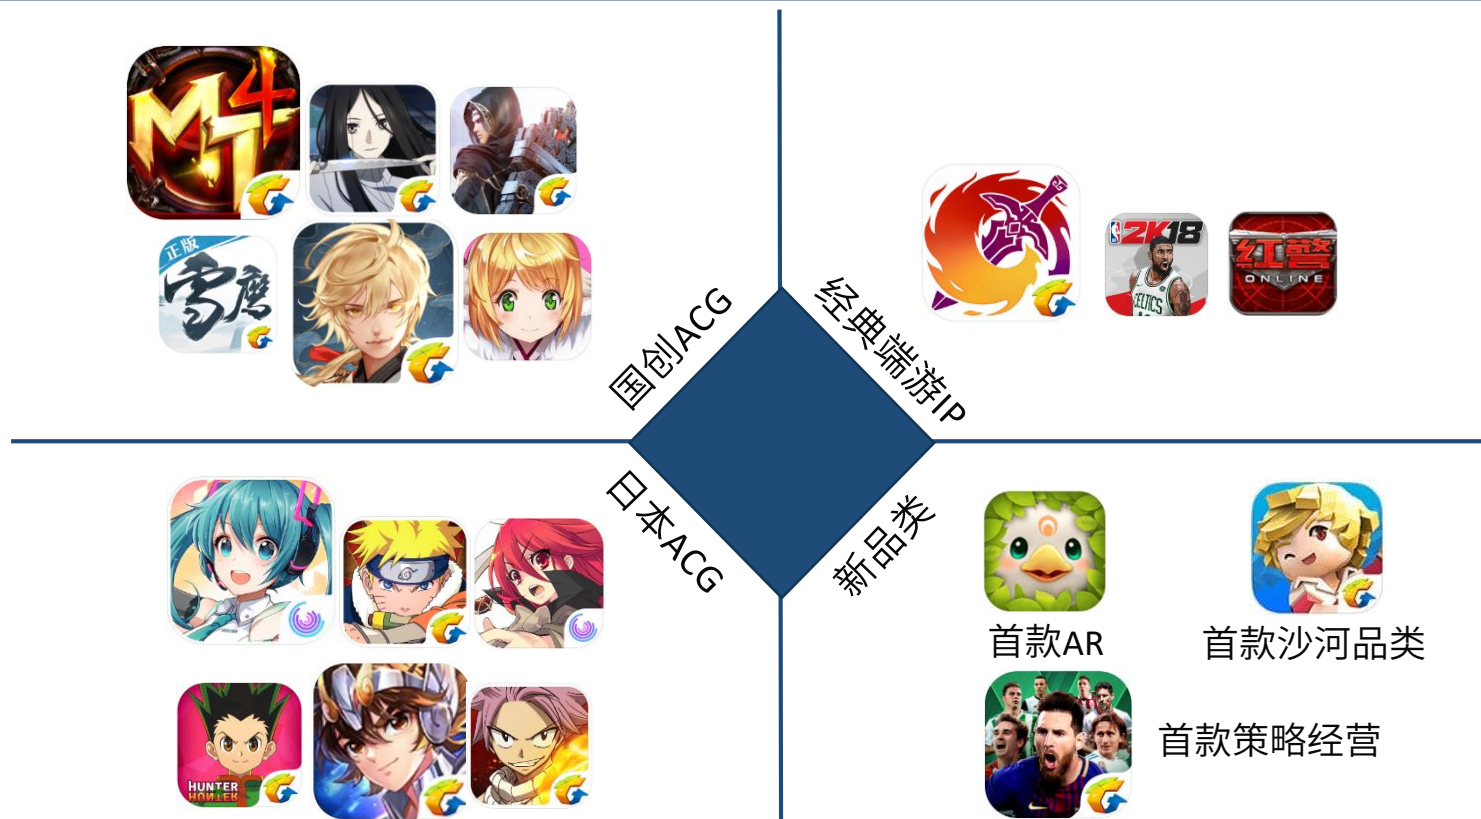 MT4
正版
雪鹰
国创ACG
经典端游IP
2K18
CELTICS
红警
ONLINE
日本ACG
新品类
HUNTER
HUNTER
首款AR
首款沙河品类
首款策略经营